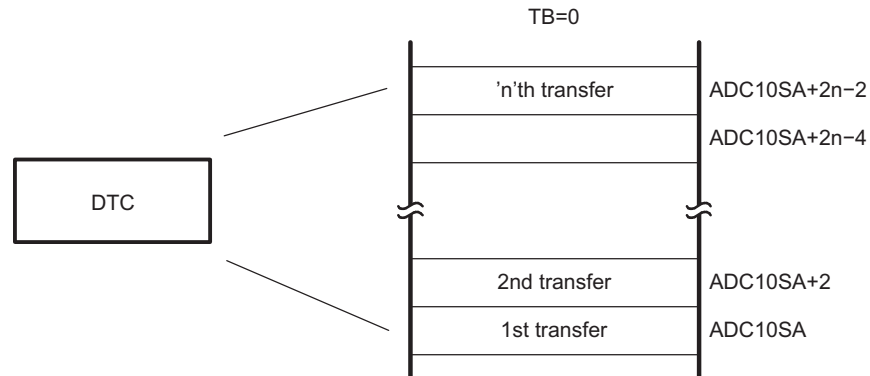 TB=0
’n’th transfer
ADC10SA+2n−2
ADC10SA+2n−4
DTC
2nd transfer
ADC10SA+2
1st transfer
ADC10SA